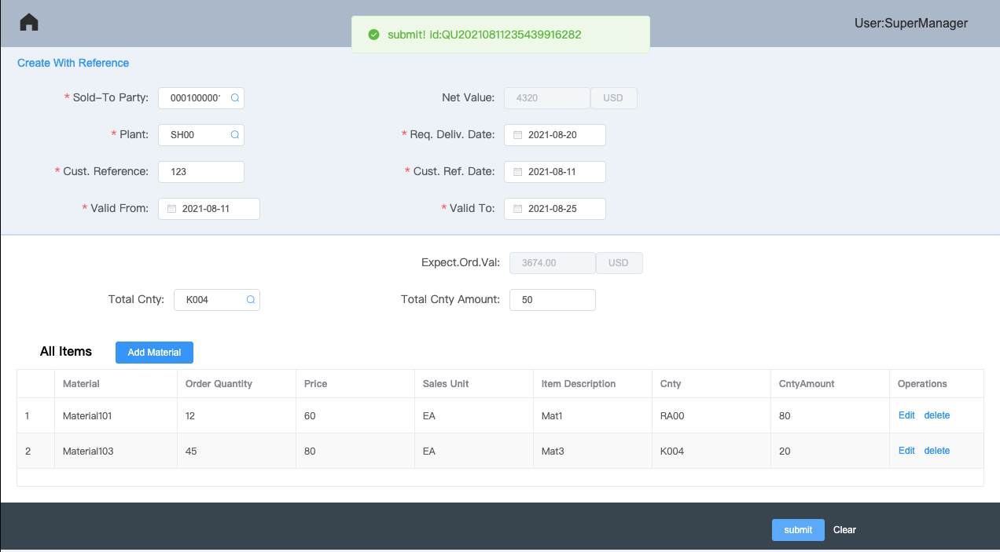 User:SuperManager
submit! id:QU20210811235439916282
Create With Reference
* Sold-To Party: 000100000 Net Value: 4320 USD
* Plant: SH00 * Req. Deliv. Date: 2021-08-20
* Cust. Reference: 123 * Cust. Ref. Date: 2021-08-11
* Valid From: 2021-08-11 * Valid To: 2021-08-25
Expect.Ord.Val: 3674.00 USD
Total Cnty: K004 Total Cnty Amount: 50
All Items Add Material
Material Order Quantity Price Sales Unit Item Description Cnty CntyAmount Operations
1 Material101 12 60 EA Mat1 RA00 80 Edit delete
2 Material103 45 80 EA Mat3 K004 20 Edit delete
submit Clear